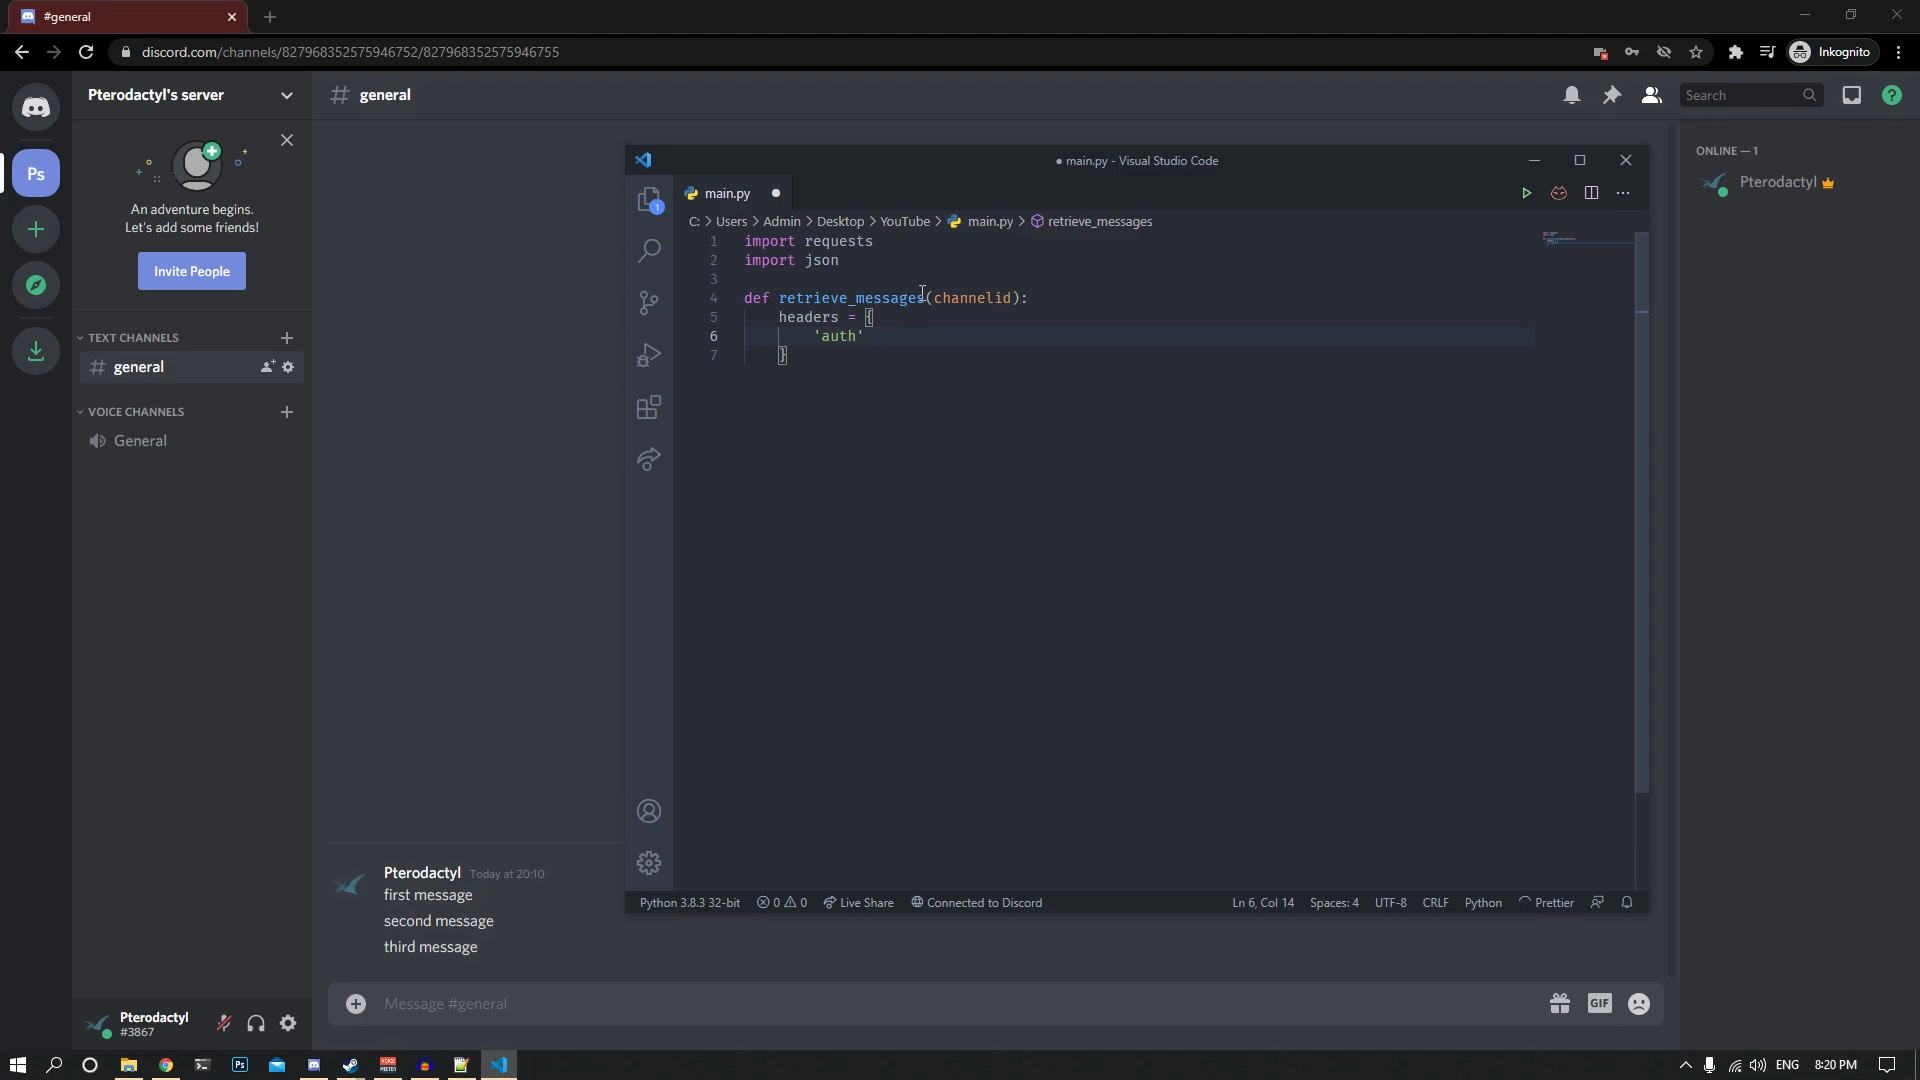 #general
discord.com/channels/827968352575946752/827968352575946755
Inkognito
Pterodactyl's server
general
Search
Ps
An adventure begins.
Let's add some friends!
Invite People
TEXT CHANNELS
general
VOICE CHANNELS
General
main.py - Visual Studio Code
main.py
1
C: > Users > Admin > Desktop > YouTube > main.py > retrieve_messages
1 import requests
2 import json
3
4 def retrieve_messages(channelid):
5 headers = {
6 'auth'
7 }
Python 3.8.3 32-bit 0 0 Live Share Connected to Discord Ln 6, Col 14 Spaces: 4 UTF-8 CRLF Python Prettier
ONLINE — 1
Pterodactyl
Pterodactyl Today at 20:10
first message
second message
third message
Message #general
GIF
Pterodactyl
#3867
Ps
VOICE
MEETER
ENG
8:20 PM